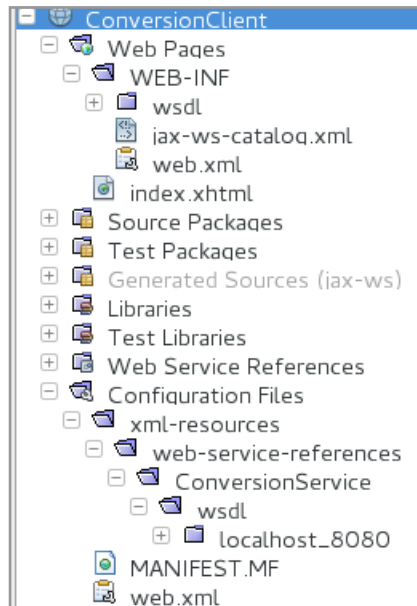 ConversionClient
Web Pages
WEB-INF
wsdl
jax-ws-catalog.xml
web.xml
index.xhtml
Source Packages
Test Packages
Generated Sources (jax-ws)
Libraries
Test Libraries
Web Service References
Configuration Files
xml-resources
web-service-references
ConversionService
wsdl
localhost_8080
MANIFEST.MF
web.xml